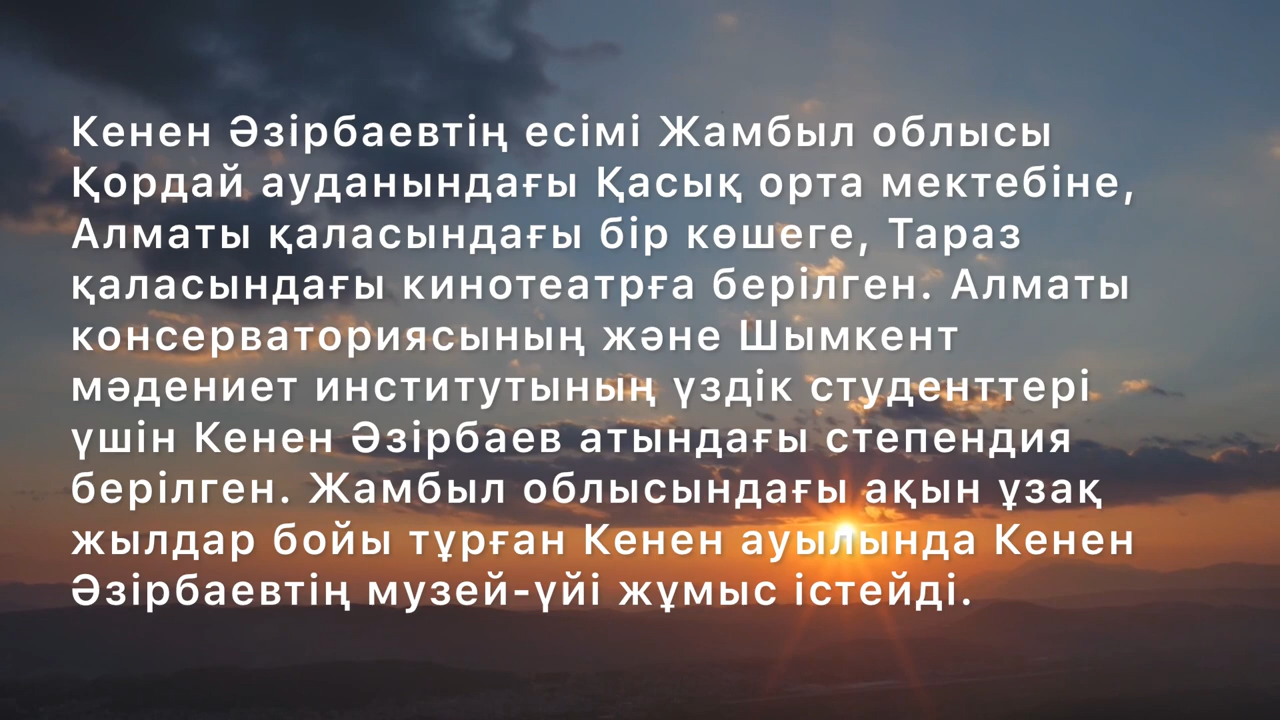 Кенен Әзірбаевтің есімі Жамбыл облысы
Қордай ауданындағы Қасық орта мектебіне,
Алматы қаласындағы бір көшеге, Тараз
қаласындағы кинотеатрға берілген. Алматы
консерваториясының және Шымкент
мәдениет институтының үздік студенттері
үшін Кенен Әзірбаев атындағы степендия
берілген. Жамбыл облысындағы ақын ұзақ
жылдар бойы тұрған Кенен ауылында Кенен
Әзірбаевтің музей-үйі жұмыс істейді.